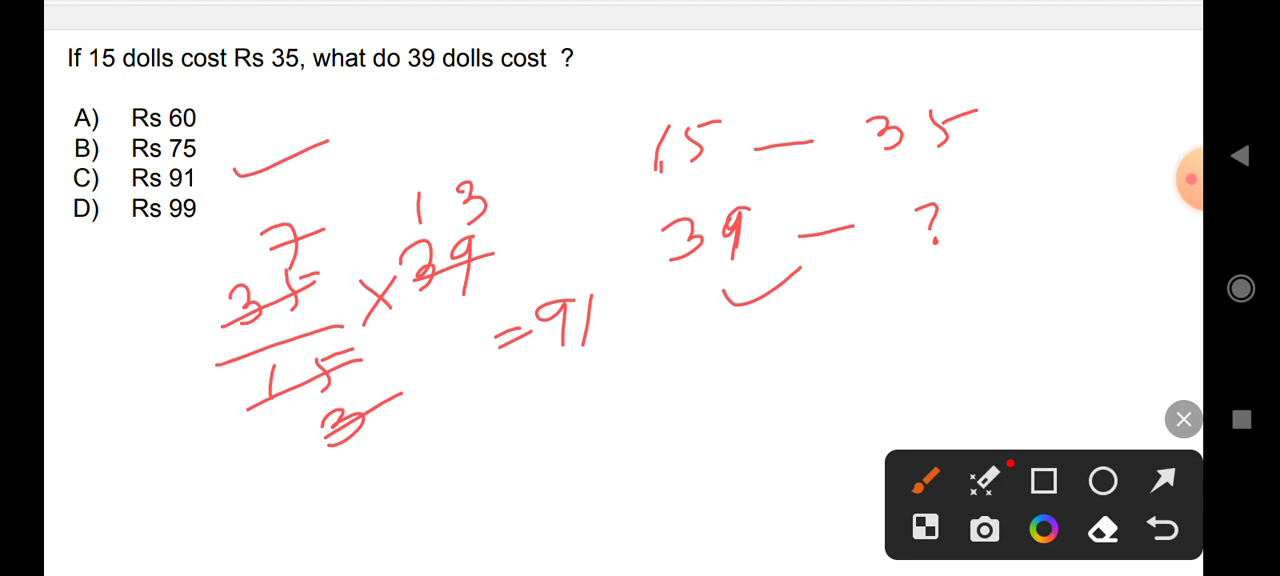 If 15 dolls cost Rs 35, what do 39 dolls cost ?
A) Rs 60
B) Rs 75
C) Rs 91
D) Rs 99
15 — 35
39 — ?
7
13
35
× 39
= 91
15
3